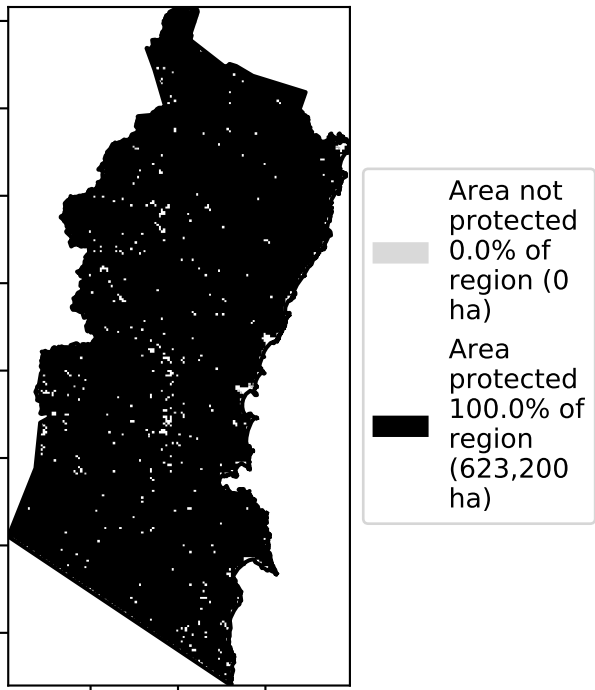 Area not
protected
0.0% of
region (0
ha)
Area
protected
100.0% of
region
(623,200
ha)